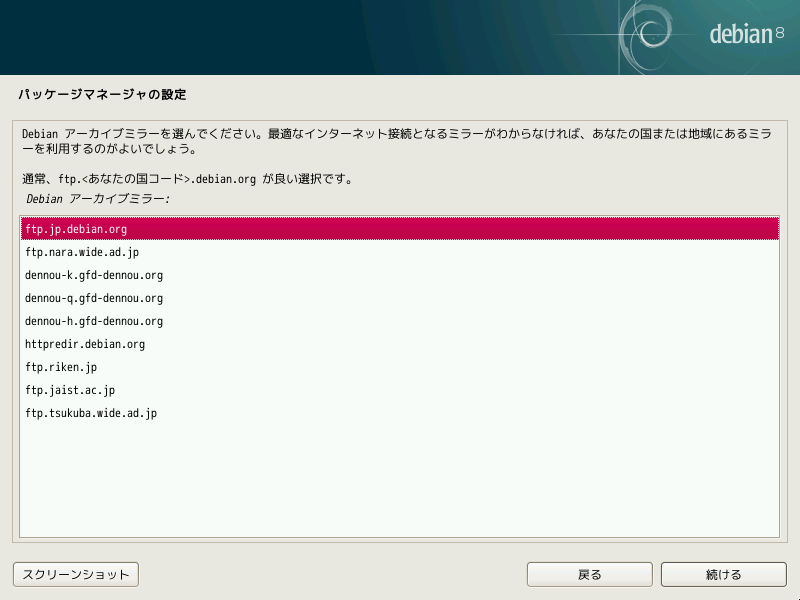 debian 8
パッケージマネージャの設定
Debian アーカイブミラーを選んでください。最適なインターネット接続となるミラーがわからなければ、あなたの国または地域にあるミラ
ーを利用するのがよいでしょう。
通常、ftp.<あなたの国コード>.debian.org が良い選択です。
Debian アーカイブミラー:
ftp.jp.debian.org
ftp.nara.wide.ad.jp
dennou-k.gfd-dennou.org
dennou-q.gfd-dennou.org
dennou-h.gfd-dennou.org
httpredir.debian.org
ftp.riken.jp
ftp.jaist.ac.jp
ftp.tsukuba.wide.ad.jp
スクリーンショット 戻る 続ける